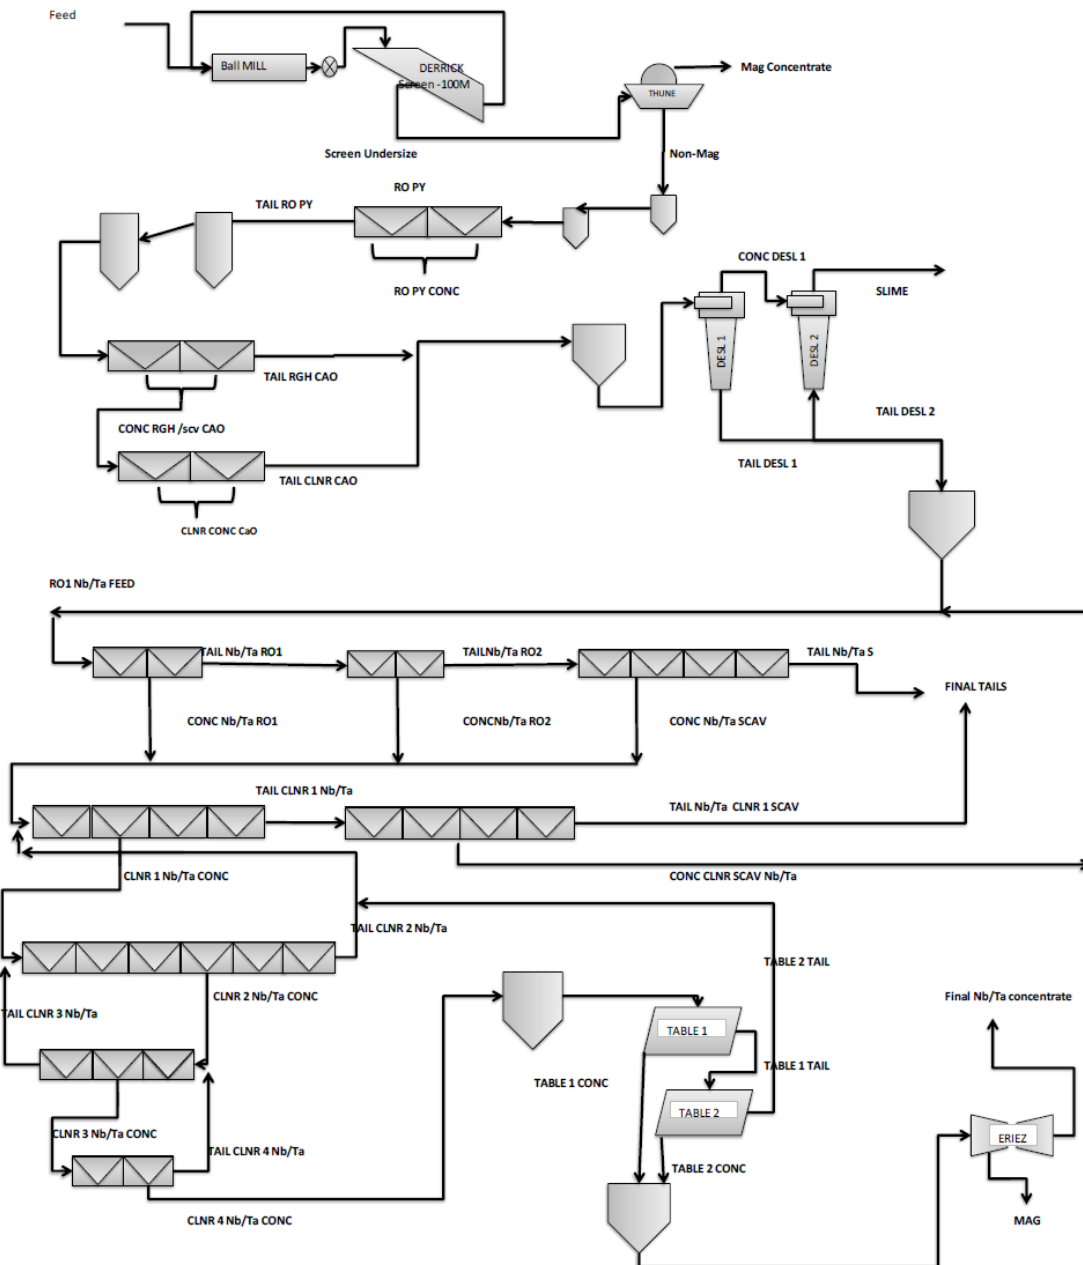 Feed
Ball MILL
DERRICK
Screen -100M
THUNE
Mag Concentrate
Screen Undersize
Non-Mag
RO PY
TAIL RO PY
RO PY CONC
CONC DESL 1
SLIME
DESL 1
DESL 2
TAIL RGH CAO
TAIL DESL 2
CONC RGH /scv CAO
TAIL DESL 1
TAIL CLNR CAO
CLNR CONC CaO
RO1 Nb/Ta FEED
TAIL Nb/Ta RO1
TAILNb/Ta RO2
TAIL Nb/Ta S
FINAL TAILS
CONC Nb/Ta RO1
CONCNb/Ta RO2
CONC Nb/Ta SCAV
TAIL CLNR 1 Nb/Ta
TAIL Nb/Ta CLNR 1 SCAV
CLNR 1 Nb/Ta CONC
CONC CLNR SCAV Nb/Ta
TAIL CLNR 2 Nb/Ta
TABLE 2 TAIL
CLNR 2 Nb/Ta CONC
Final Nb/Ta concentrate
TAIL CLNR 3 Nb/Ta
TABLE 1
TABLE 1 TAIL
TABLE 1 CONC
TABLE 2
CLNR 3 Nb/Ta CONC
ERIEZ
TAIL CLNR 4 Nb/Ta
TABLE 2 CONC
CLNR 4 Nb/Ta CONC
MAG